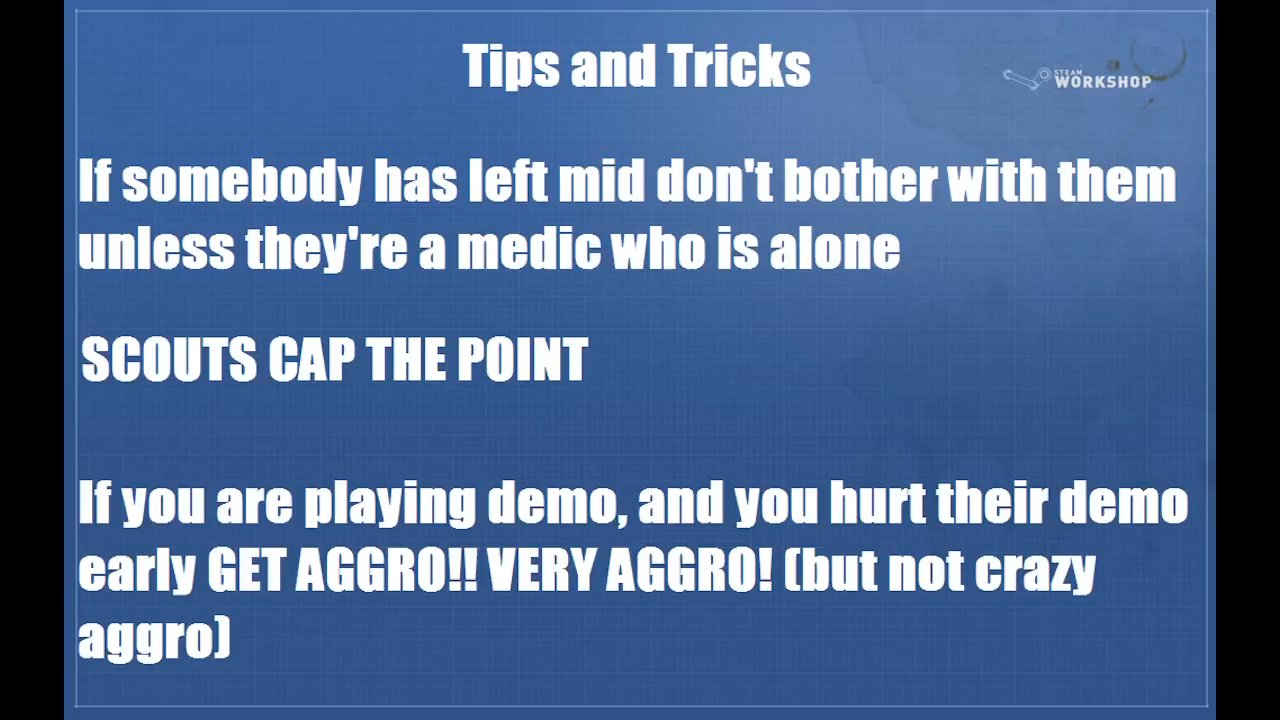 Tips and Tricks
STEAM
WORKSHOP
If somebody has left mid don't bother with them
unless they're a medic who is alone
SCOUTS CAP THE POINT
If you are playing demo, and you hurt their demo
early GET AGGRO!! VERY AGGRO! (but not crazy
aggro)